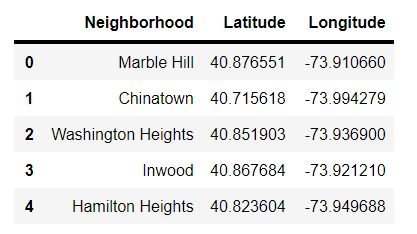 Neighborhood Latitude Longitude
0 Marble Hill 40.876551 -73.910660
1 Chinatown 40.715618 -73.994279
2 Washington Heights 40.851903 -73.936900
3 Inwood 40.867684 -73.921210
4 Hamilton Heights 40.823604 -73.949688